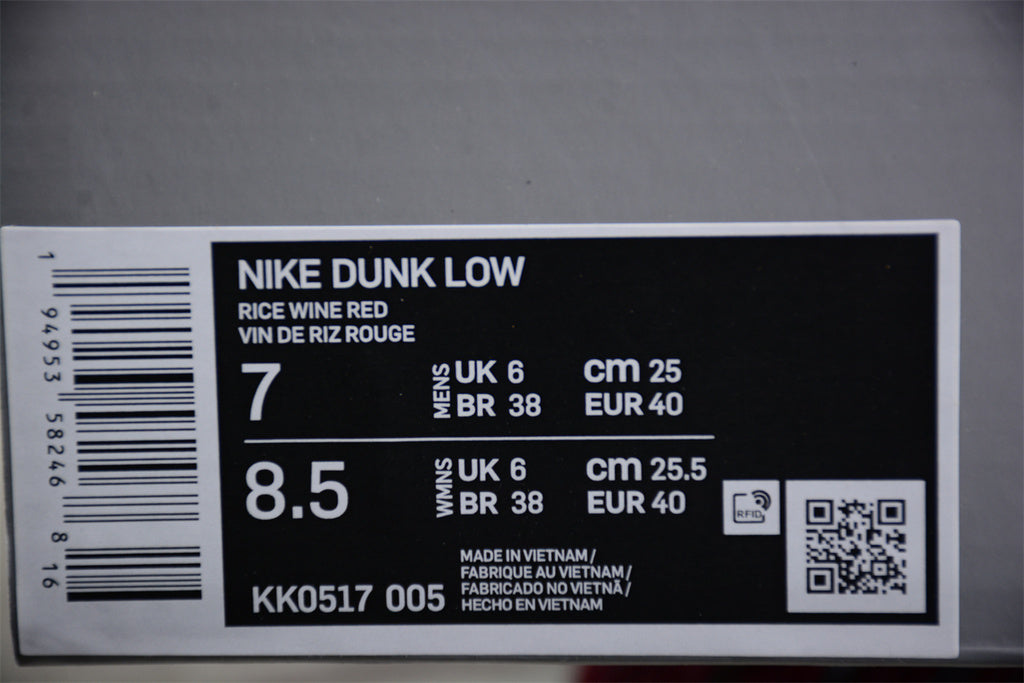 NIKE DUNK LOW
RICE WINE RED
VIN DE RIZ ROUGE
7
MENS
UK 6 cm 25
BR 38 EUR 40
8.5
WMNS
UK 6 cm 25.5
BR 38 EUR 40
RFID
MADE IN VIETNAM /
FABRIQUE AU VIETNAM /
FABRICADO NO VIETNÃ /
HECHO EN VIETNAM
KK0517 005
1 94953 58246 8 16